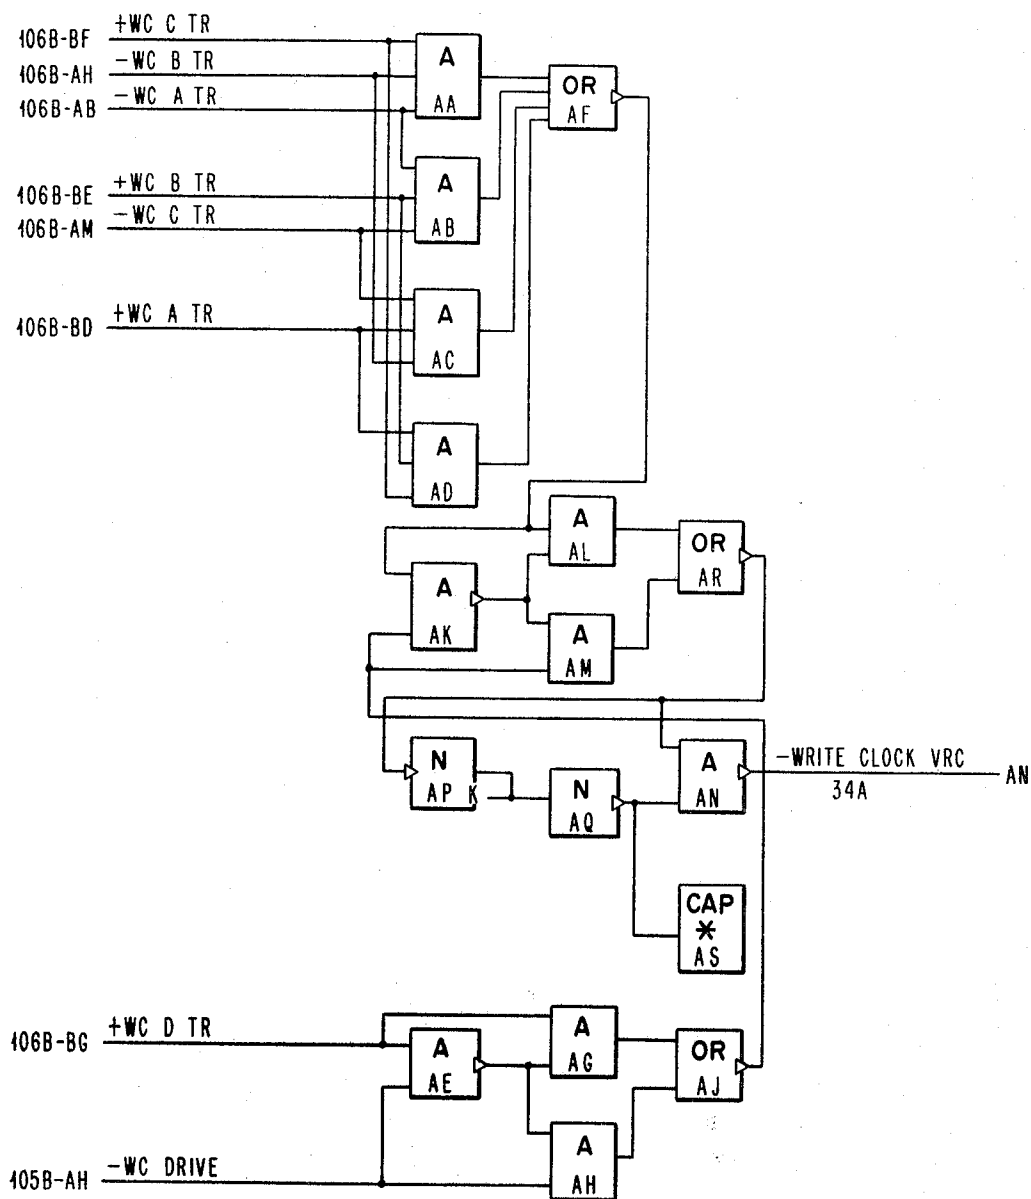 106B-BF +WC C TR
106B-AH -WC B TR
106B-AB -WC A TR
A
AA
OR
AF
106B-BE +WC B TR
106B-AM -WC C TR
A
AB
106B-BD +WC A TR
A
AC
A
AD
A
AL
OR
AR
A
AK
A
AM
N
AP K
N
AQ
A
AN
-WRITE CLOCK VRC
34A
AN
CAP
*
AS
106B-BG +WC D TR
A
AE
A
AG
OR
AJ
A
AH
105B-AH -WC DRIVE